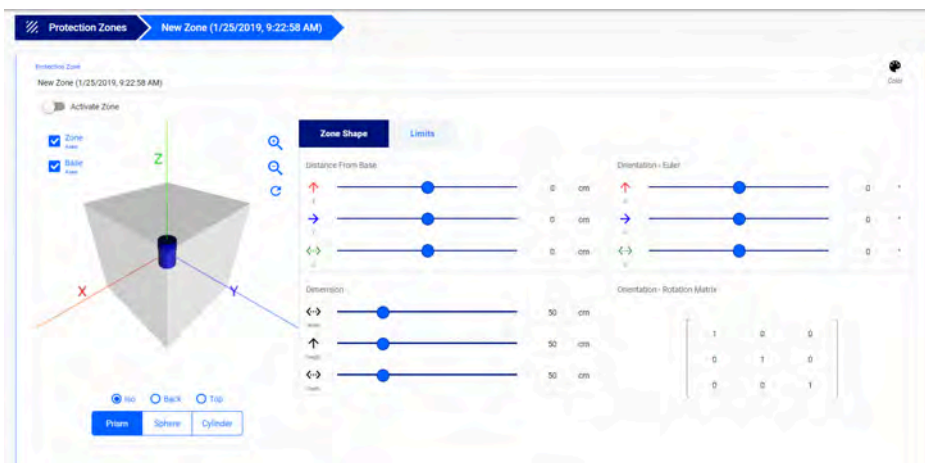 Protection Zones New Zone (1/25/2019, 9:22:58 AM)
Protection Zone
New Zone (1/25/2019, 9:22:58 AM)
Color
Activate Zone
Zone
Base
Z
X
Y
Iso Back Top
Prism Sphere Cylinder
Zone Shape Limits
Distance From Base
0 cm
0 cm
0 cm
Orientation - Euler
0 °
0 °
0 °
Dimension
50 cm
50 cm
50 cm
Orientation - Rotation Matrix
1 0 0
0 1 0
0 0 1